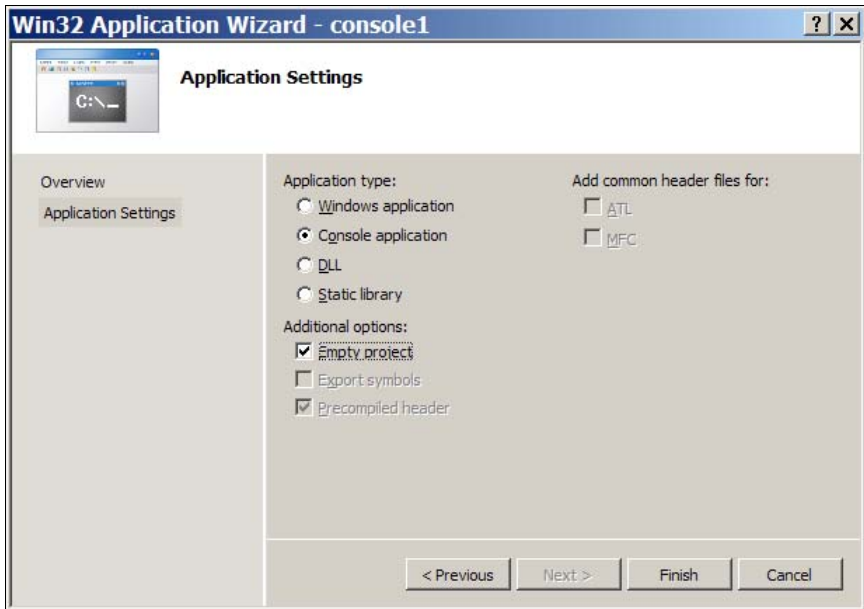 Win32 Application Wizard - console1
C:\_
Application Settings
Overview
Application Settings
Application type:
Windows application
Console application
DLL
Static library
Additional options:
Empty project
Export symbols
Precompiled header
Add common header files for:
ATL
MFC
< Previous
Next >
Finish
Cancel